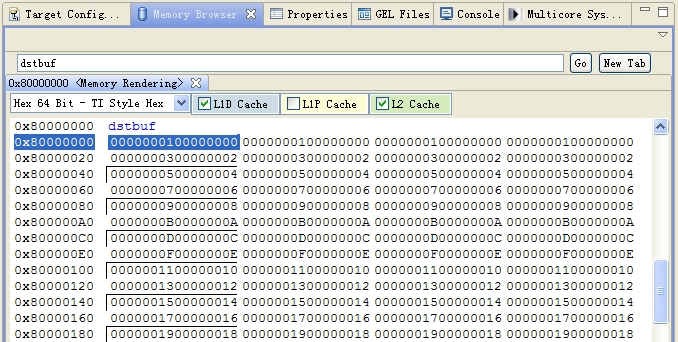 Target Config... Memory Browser Properties GEL Files Console Multicore Sys...
dstbuf Go New Tab
0x80000000 <Memory Rendering>
Hex 64 Bit - TI Style Hex L1D Cache L1P Cache L2 Cache
0x80000000 dstbuf
0x80000000 0000000100000000 0000000100000000 0000000100000000 0000000100000000
0x80000020 0000000300000002 0000000300000002 0000000300000002 0000000300000002
0x80000040 0000000500000004 0000000500000004 0000000500000004 0000000500000004
0x80000060 0000000700000006 0000000700000006 0000000700000006 0000000700000006
0x80000080 0000000900000008 0000000900000008 0000000900000008 0000000900000008
0x800000A0 0000000B0000000A 0000000B0000000A 0000000B0000000A 0000000B0000000A
0x800000C0 0000000D0000000C 0000000D0000000C 0000000D0000000C 0000000D0000000C
0x800000E0 0000000F0000000E 0000000F0000000E 0000000F0000000E 0000000F0000000E
0x80000100 0000001100000010 0000001100000010 0000001100000010 0000001100000010
0x80000120 0000001300000012 0000001300000012 0000001300000012 0000001300000012
0x80000140 0000001500000014 0000001500000014 0000001500000014 0000001500000014
0x80000160 0000001700000016 0000001700000016 0000001700000016 0000001700000016
0x80000180 0000001900000018 0000001900000018 0000001900000018 0000001900000018